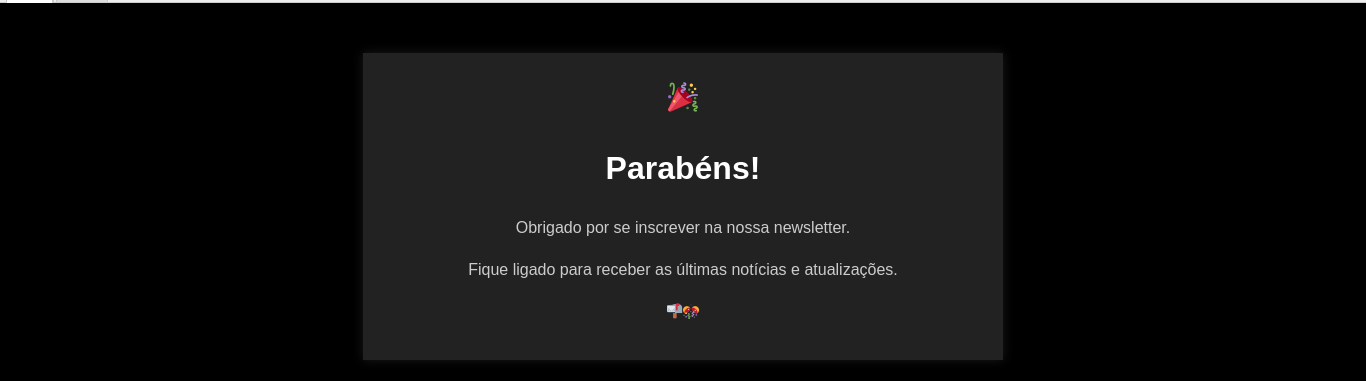 Parabéns!
Obrigado por se inscrever na nossa newsletter.
Fique ligado para receber as últimas notícias e atualizações.